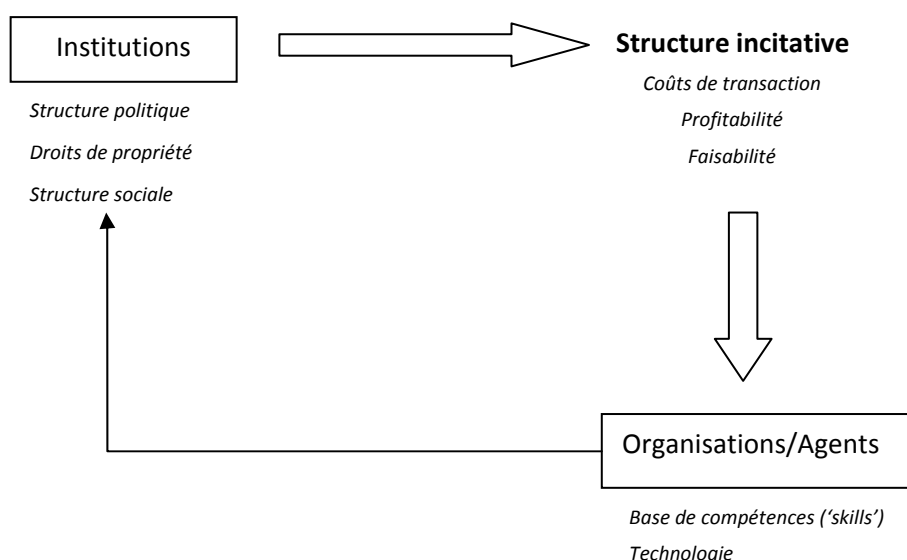 Institutions
Structure politique
Droits de propriété
Structure sociale
Structure incitative
Coûts de transaction
Profitabilité
Faisabilité
Organisations/Agents
Base de compétences (‘skills’)
Technologie